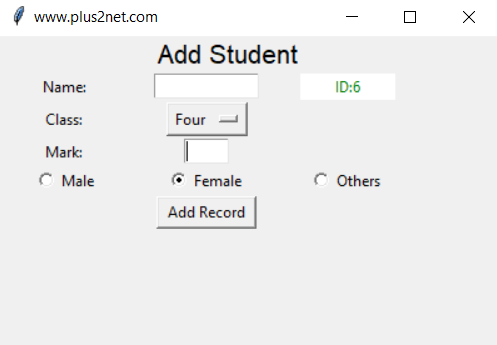 www.plus2net.com
Add Student
Name: ID:6
Class: Four
Mark:
Male Female Others
Add Record